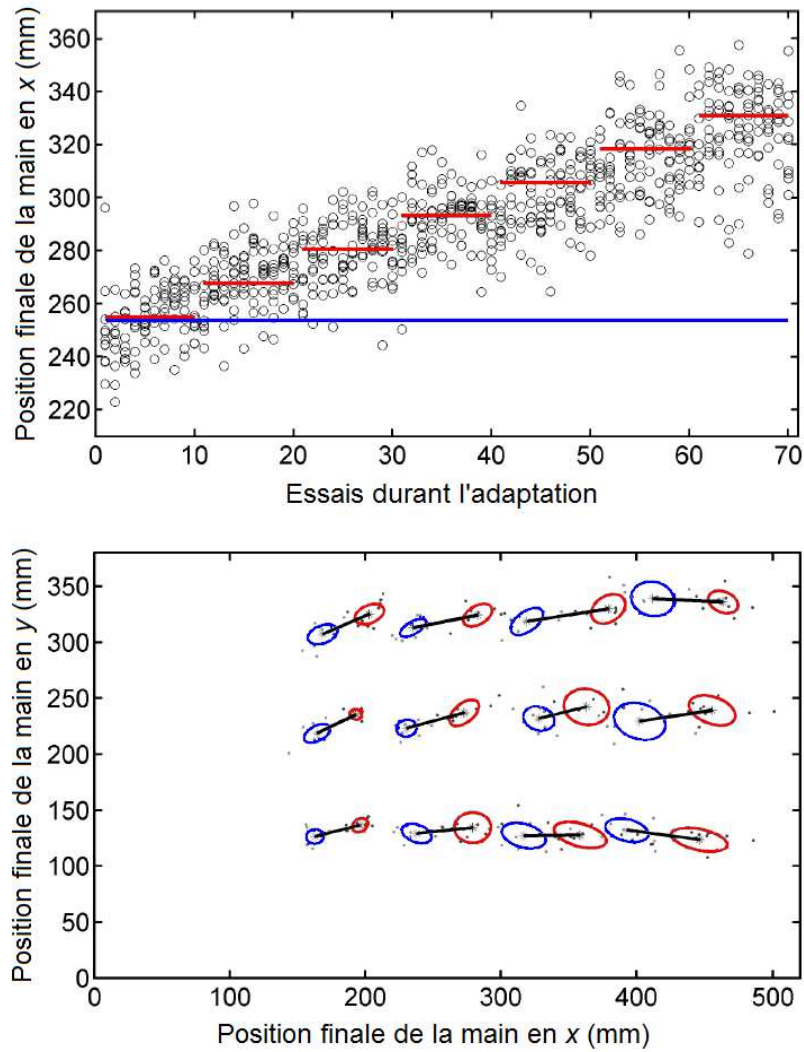 Position finale de la main en x (mm)
360
340
320
300
280
260
240
220
0 10 20 30 40 50 60 70
Essais durant l'adaptation
Position finale de la main en y (mm)
350
300
250
200
150
100
50
0
0 100 200 300 400 500
Position finale de la main en x (mm)